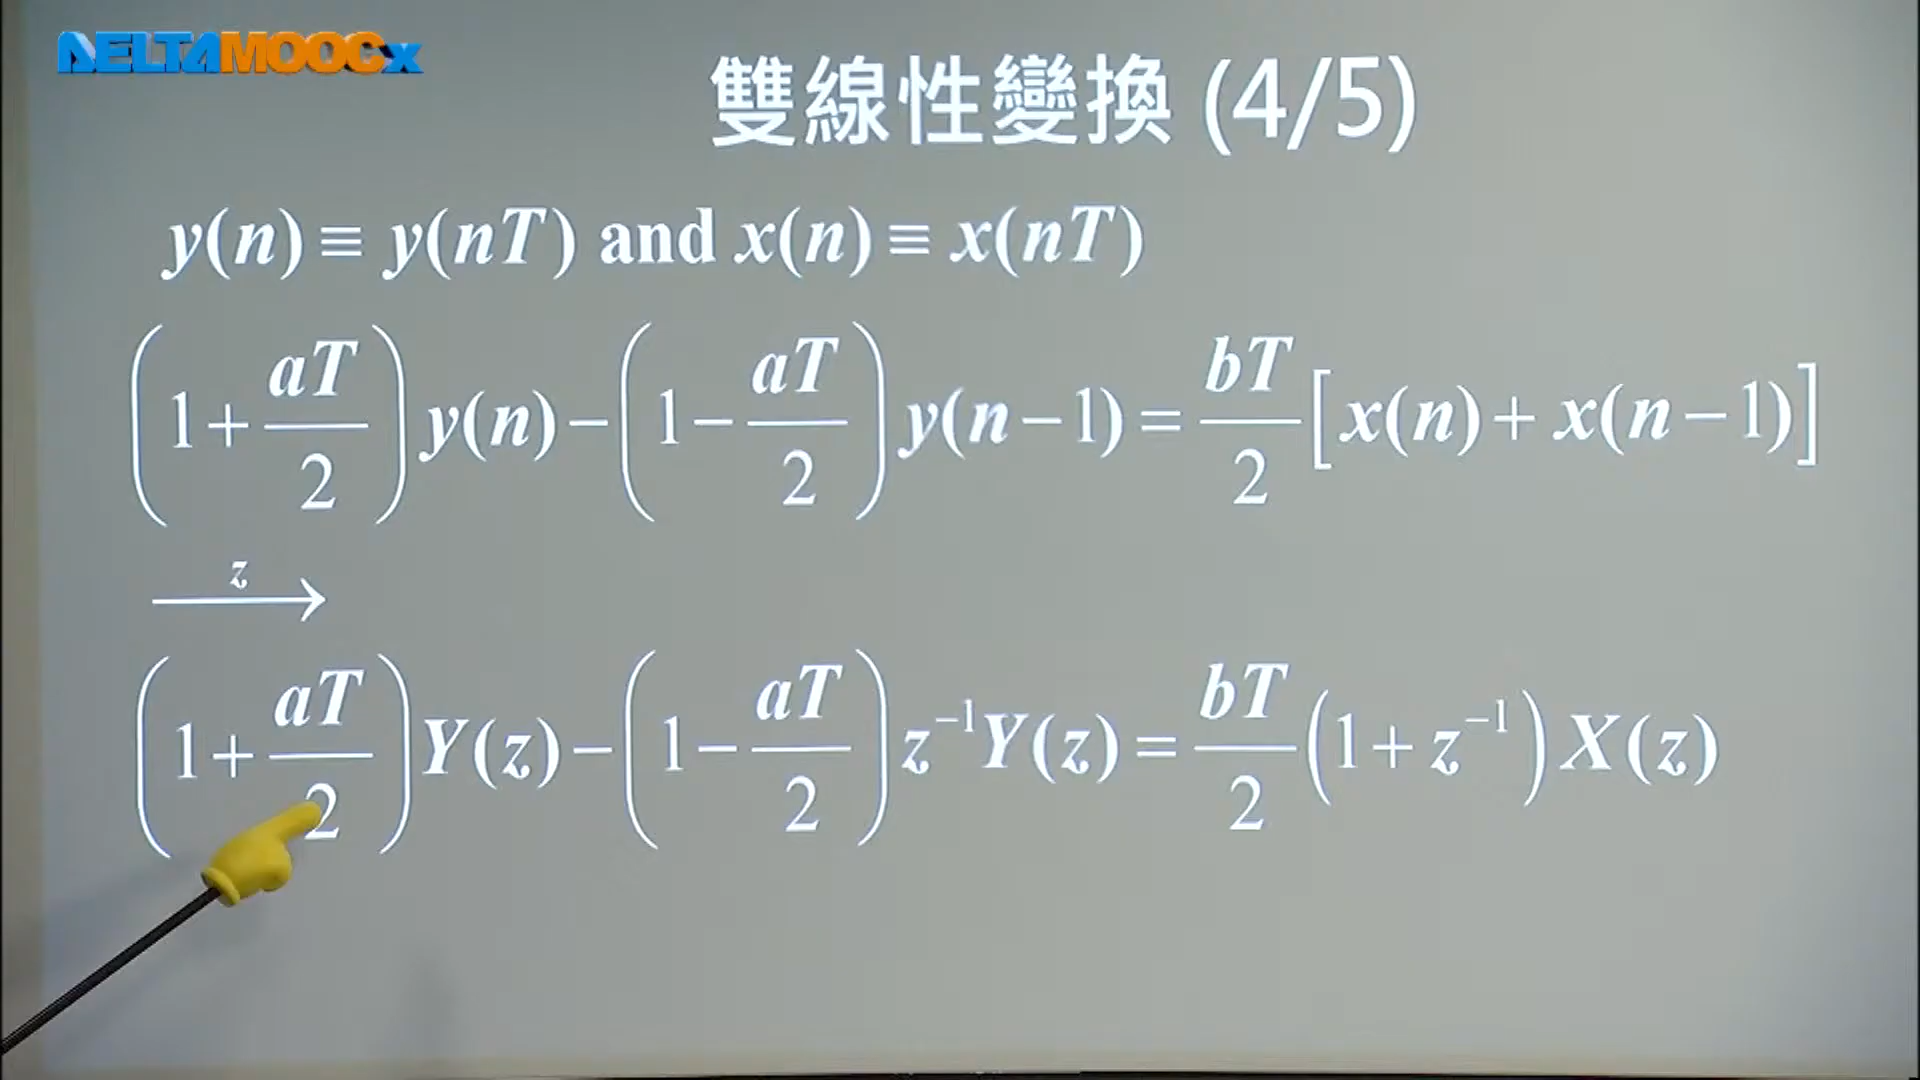 DELTAMOOCx
雙線性變換 (4/5)
y(n) ≡ y(nT) and x(n) ≡ x(nT)
(1 + aT/2) y(n) − (1 − aT/2) y(n−1) = bT/2 [x(n) + x(n−1)]
z →
(1 + aT/2) Y(z) − (1 − aT/2) z⁻¹Y(z) = bT/2 (1 + z⁻¹) X(z)